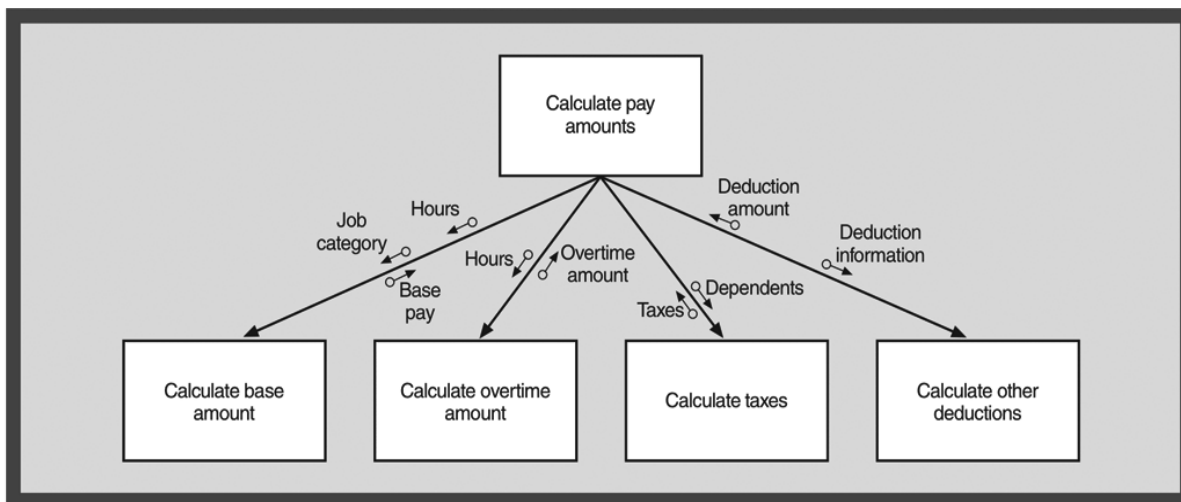 Calculate pay
amounts
Deduction
amount
Hours
Job
category
Deduction
information
Hours
Overtime
amount
Base
pay
Dependents
Taxes
Calculate base
amount
Calculate overtime
amount
Calculate taxes
Calculate other
deductions